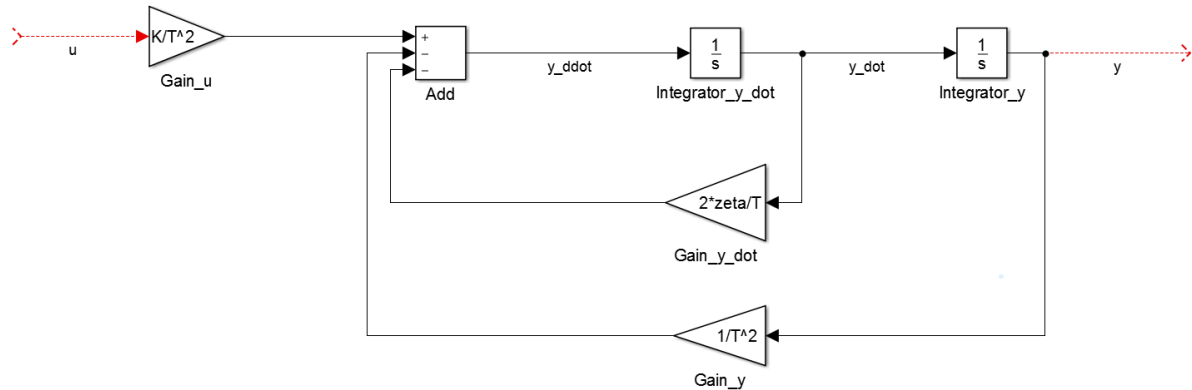 u
K/T^2
Gain_u
+
−
−
Add
y_ddot
1
s
Integrator_y_dot
y_dot
1
s
Integrator_y
y
2*zeta/T
Gain_y_dot
1/T^2
Gain_y